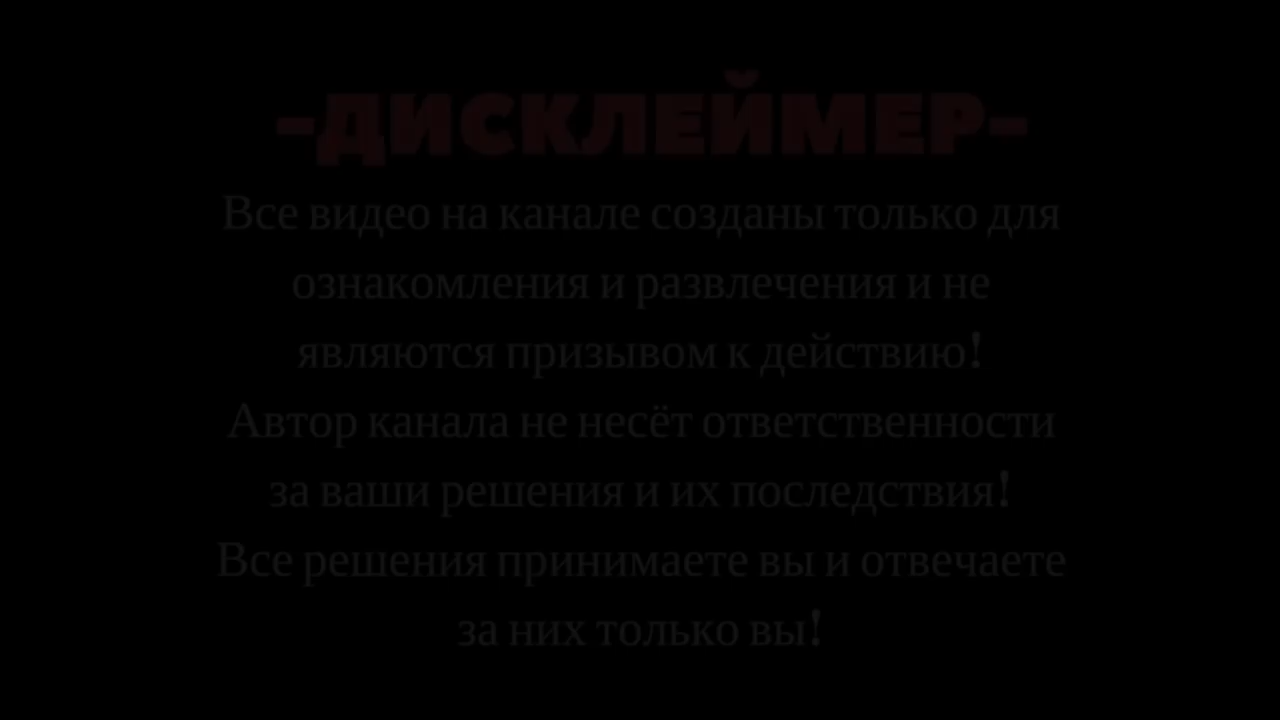 -ДИСКЛЕЙМЕР-
Все видео на канале созданы только для
ознакомления и развлечения и не
являются призывом к действию!
Автор канала не несёт ответственности
за ваши решения и их последствия!
Все решения принимаете вы и отвечаете
за них только вы!